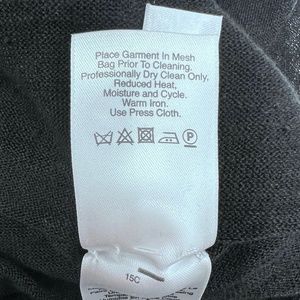 Place Garment In Mesh
Bag Prior To Cleaning.
Professionally Dry Clean Only,
Reduced Heat,
Moisture and Cycle.
Warm Iron.
Use Press Cloth.
P
15C